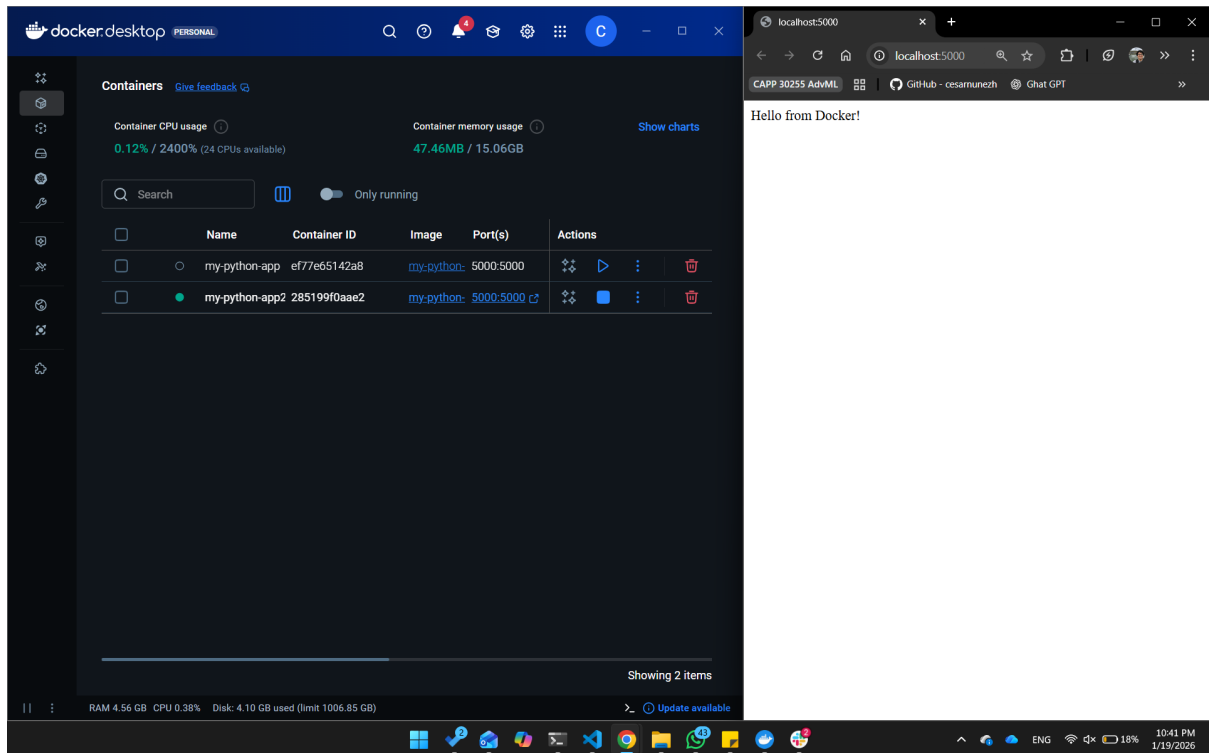 docker.desktop PERSONAL
4
C
Containers Give feedback
Container CPU usage
0.12% / 2400% (24 CPUs available)
Container memory usage
47.46MB / 15.06GB
Show charts
Search
Only running
Name Container ID Image Port(s) Actions
my-python-app ef77e65142a8 my-python- 5000:5000
my-python-app2 285199f0aae2 my-python- 5000:5000
Showing 2 items
RAM 4.56 GB CPU 0.38% Disk: 4.10 GB used (limit 1006.85 GB)
Update available
localhost:5000
localhost:5000
CAPP 30255 AdvML GitHub - cesarnunezh Ghat GPT
Hello from Docker!
2
43
2
ENG
18%
10:41 PM
1/19/2026